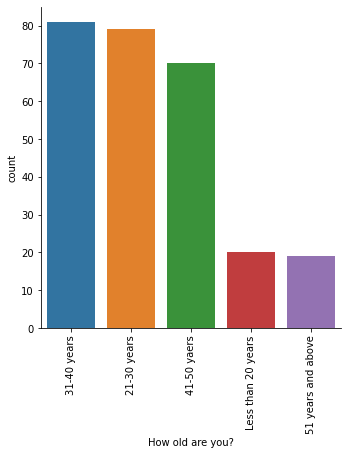 80
70
60
50
40
30
20
10
0
count
31-40 years
21-30 years
41-50 yaers
Less than 20 years
51 years and above
How old are you?